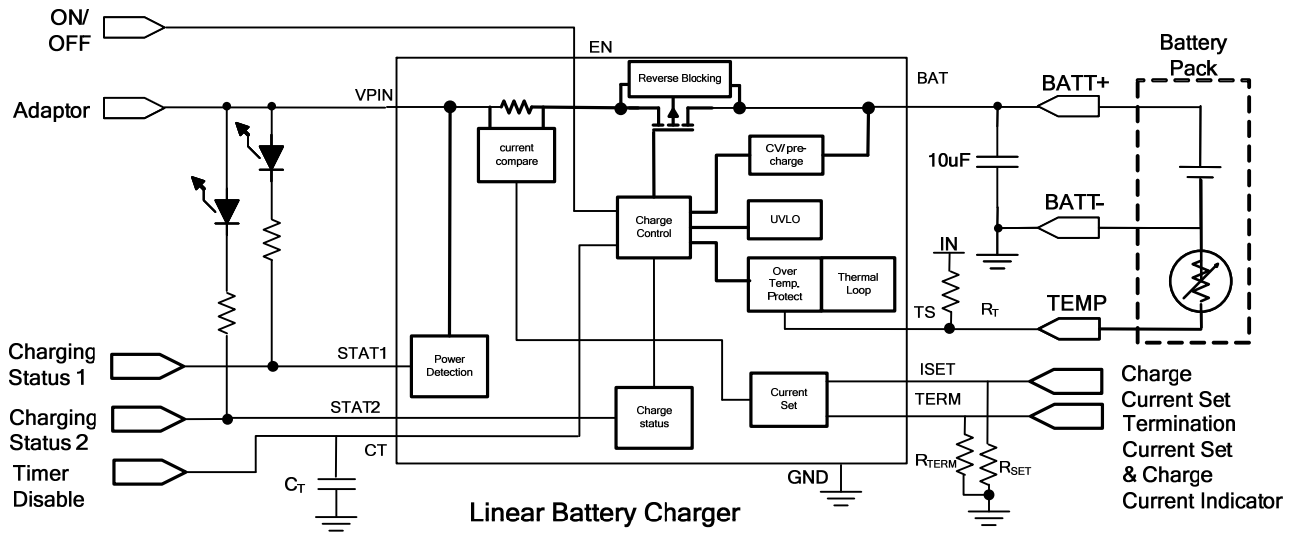 ON/
OFF
EN
Reverse Blocking
BAT
Battery
Pack
BATT+
Adaptor
VPIN
current
compare
CV/pre-
charge
10uF
BATT-
Charge
Control
UVLO
IN
Over
Temp.
Protect
Thermal
Loop
TS
RT
TEMP
Charging
Status 1
STAT1
Power
Detection
ISET
Charge
Current Set
Current
Set
TERM
Termination
Current Set
& Charge
Current Indicator
Charging
Status 2
STAT2
Charge
status
CT
Timer
Disable
CT
GND
RTERM
RSET
Linear Battery Charger